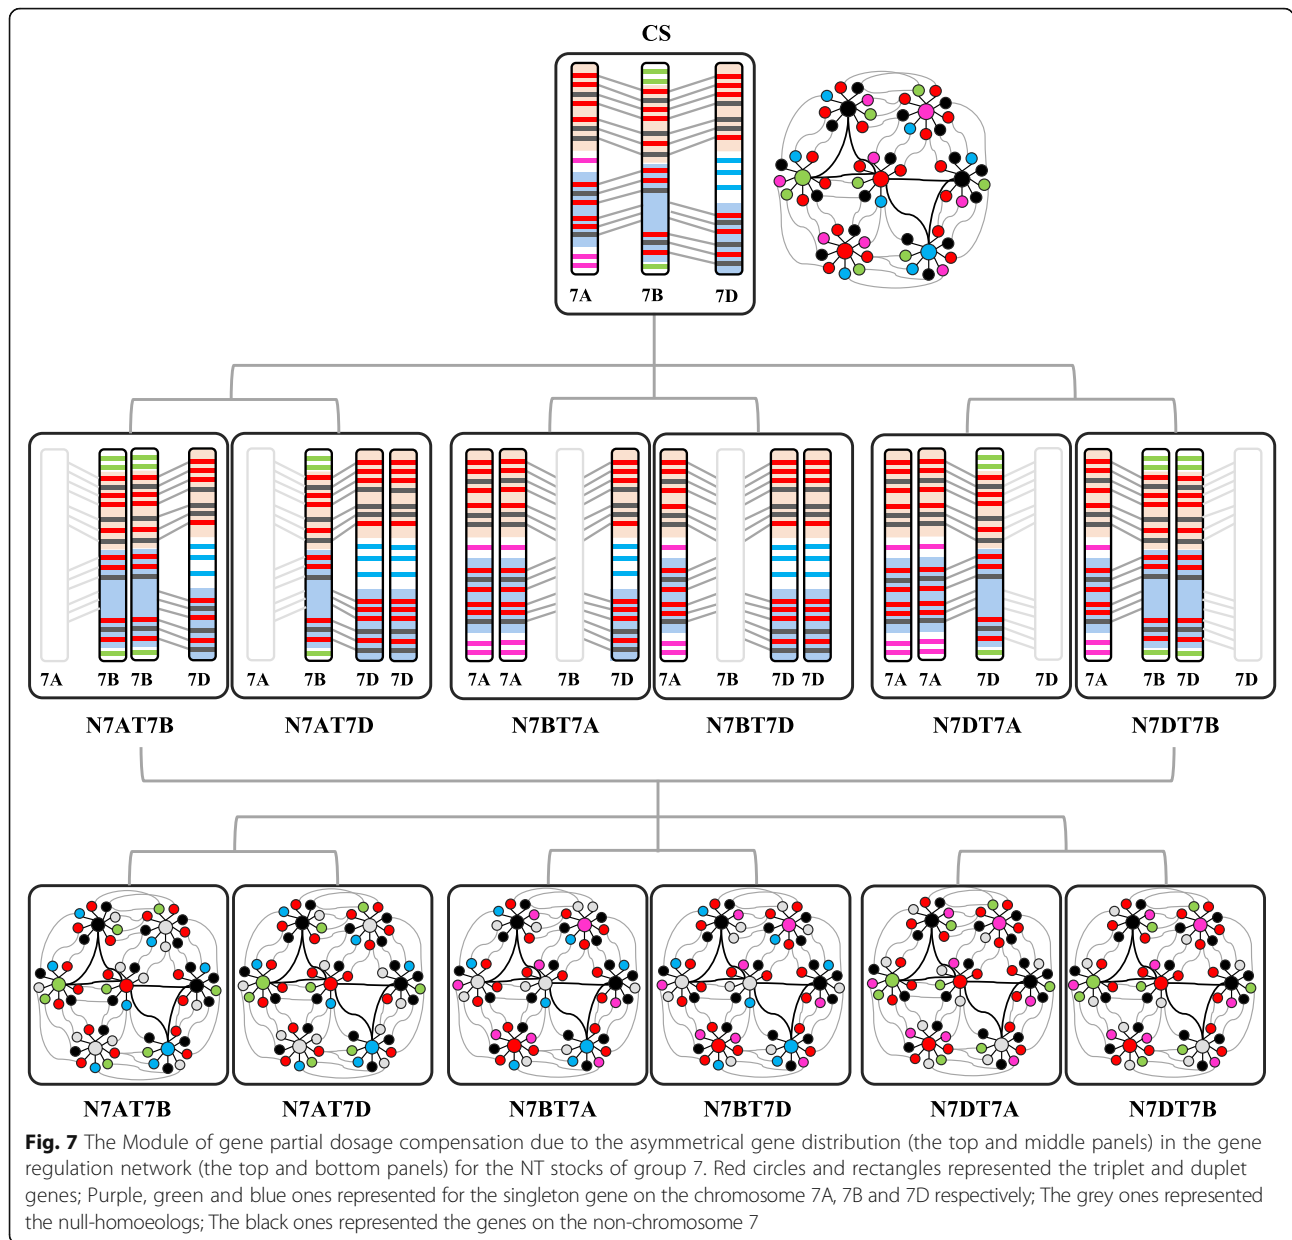 CS
7A 7B 7D
7A 7B 7B 7D 7A 7B 7D 7D 7A 7A 7B 7D 7A 7B 7D 7D 7A 7A 7D 7D 7A 7B 7D 7D
N7AT7B N7AT7D N7BT7A N7BT7D N7DT7A N7DT7B
N7AT7B N7AT7D N7BT7A N7BT7D N7DT7A N7DT7B
Fig. 7 The Module of gene partial dosage compensation due to the asymmetrical gene distribution (the top and middle panels) in the gene
regulation network (the top and bottom panels) for the NT stocks of group 7. Red circles and rectangles represented the triplet and duplet
genes; Purple, green and blue ones represented for the singleton gene on the chromosome 7A, 7B and 7D respectively; The grey ones represented
the null-homoeologs; The black ones represented the genes on the non-chromosome 7